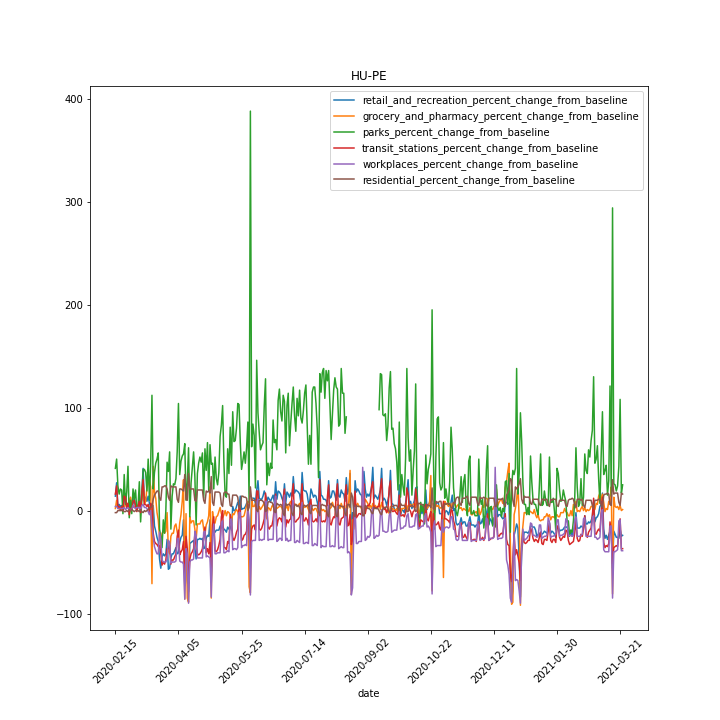 HU-PE
retail_and_recreation_percent_change_from_baseline
grocery_and_pharmacy_percent_change_from_baseline
parks_percent_change_from_baseline
transit_stations_percent_change_from_baseline
workplaces_percent_change_from_baseline
residential_percent_change_from_baseline
400
300
200
100
0
−100
2020-02-15
2020-04-05
2020-05-25
2020-07-14
2020-09-02
2020-10-22
2020-12-11
2021-01-30
2021-03-21
date